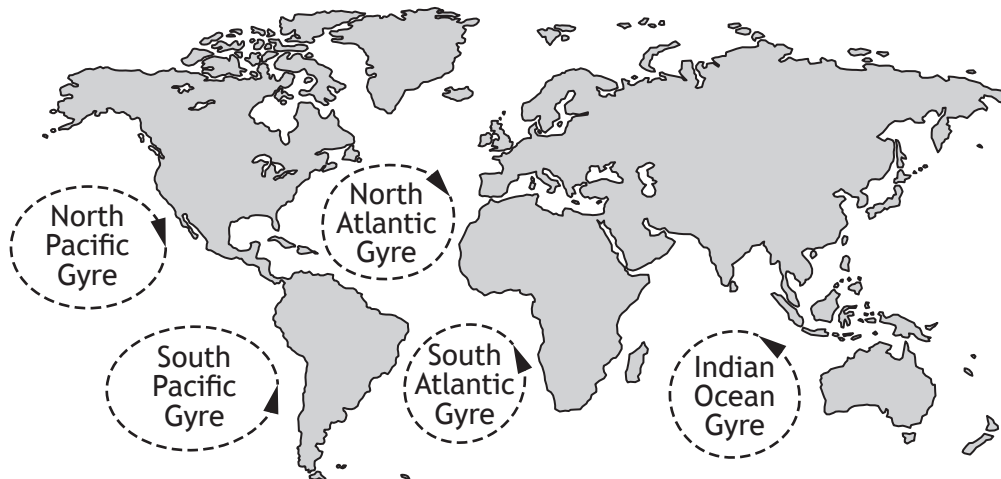 North
Pacific
Gyre
North
Atlantic
Gyre
South
Pacific
Gyre
South
Atlantic
Gyre
Indian
Ocean
Gyre